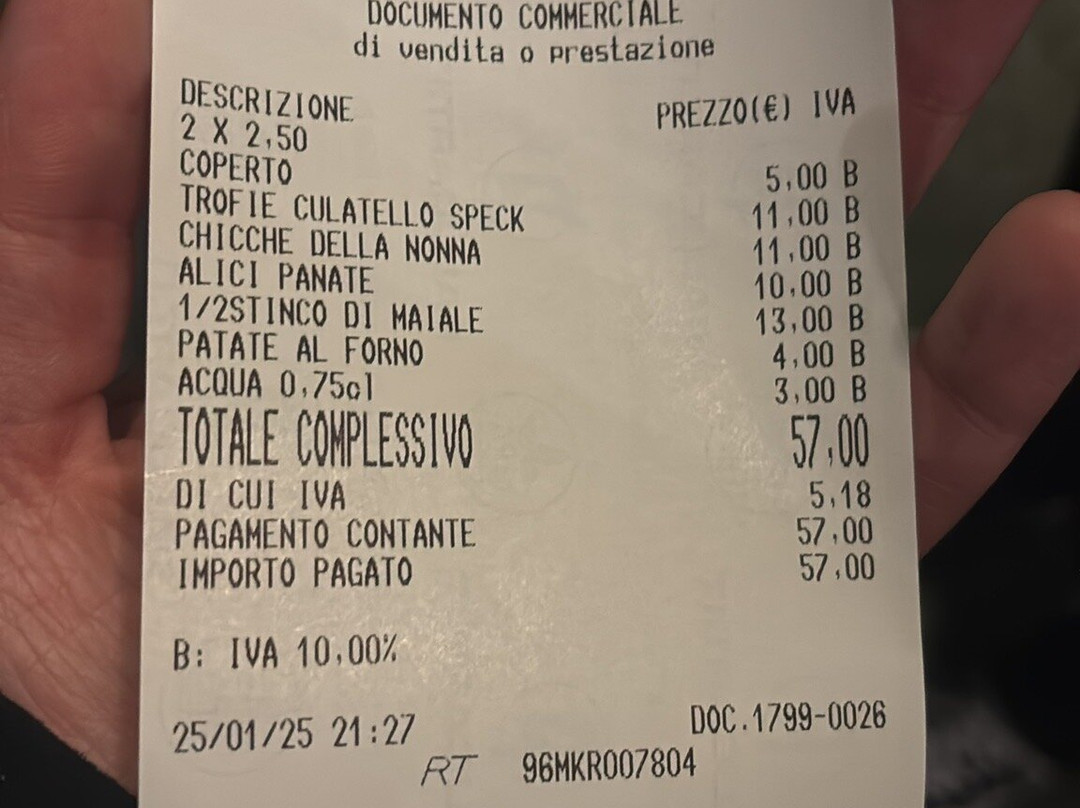 DOCUMENTO COMMERCIALE
di vendita o prestazione
DESCRIZIONE PREZZO(€) IVA
2 X 2,50
COPERTO 5,00 B
TROFIE CULATELLO SPECK 11,00 B
CHICCHE DELLA NONNA 11,00 B
ALICI PANATE 10,00 B
1/2STINCO DI MAIALE 13,00 B
PATATE AL FORNO 4,00 B
ACQUA 0,75cl 3,00 B
TOTALE COMPLESSIVO 57,00
DI CUI IVA 5,18
PAGAMENTO CONTANTE 57,00
IMPORTO PAGATO 57,00
B: IVA 10,00%
25/01/25 21:27 DOC.1799-0026
RT 96MKR007804